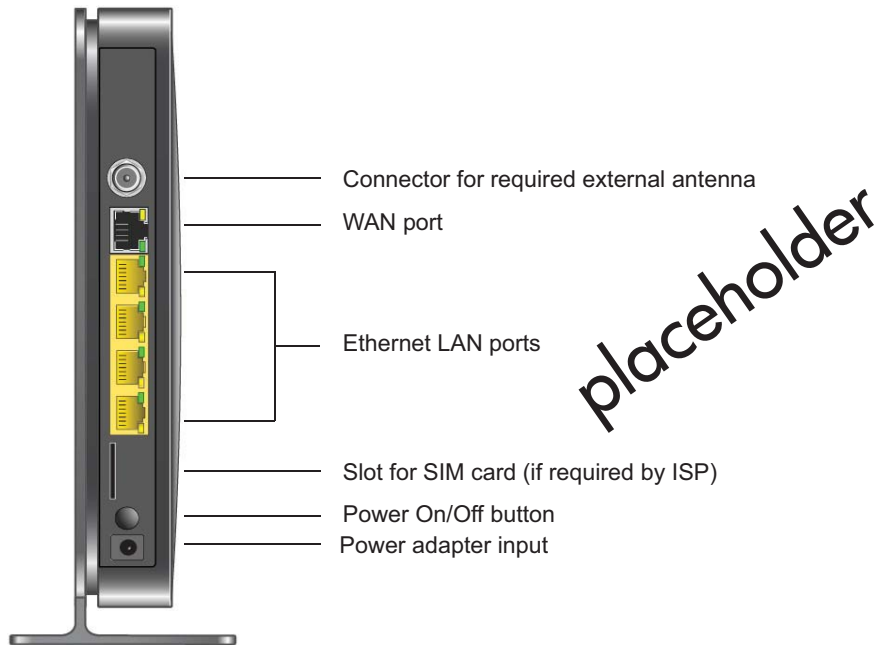 Connector for required external antenna
WAN port
placeholder
Ethernet LAN ports
Slot for SIM card (if required by ISP)
Power On/Off button
Power adapter input